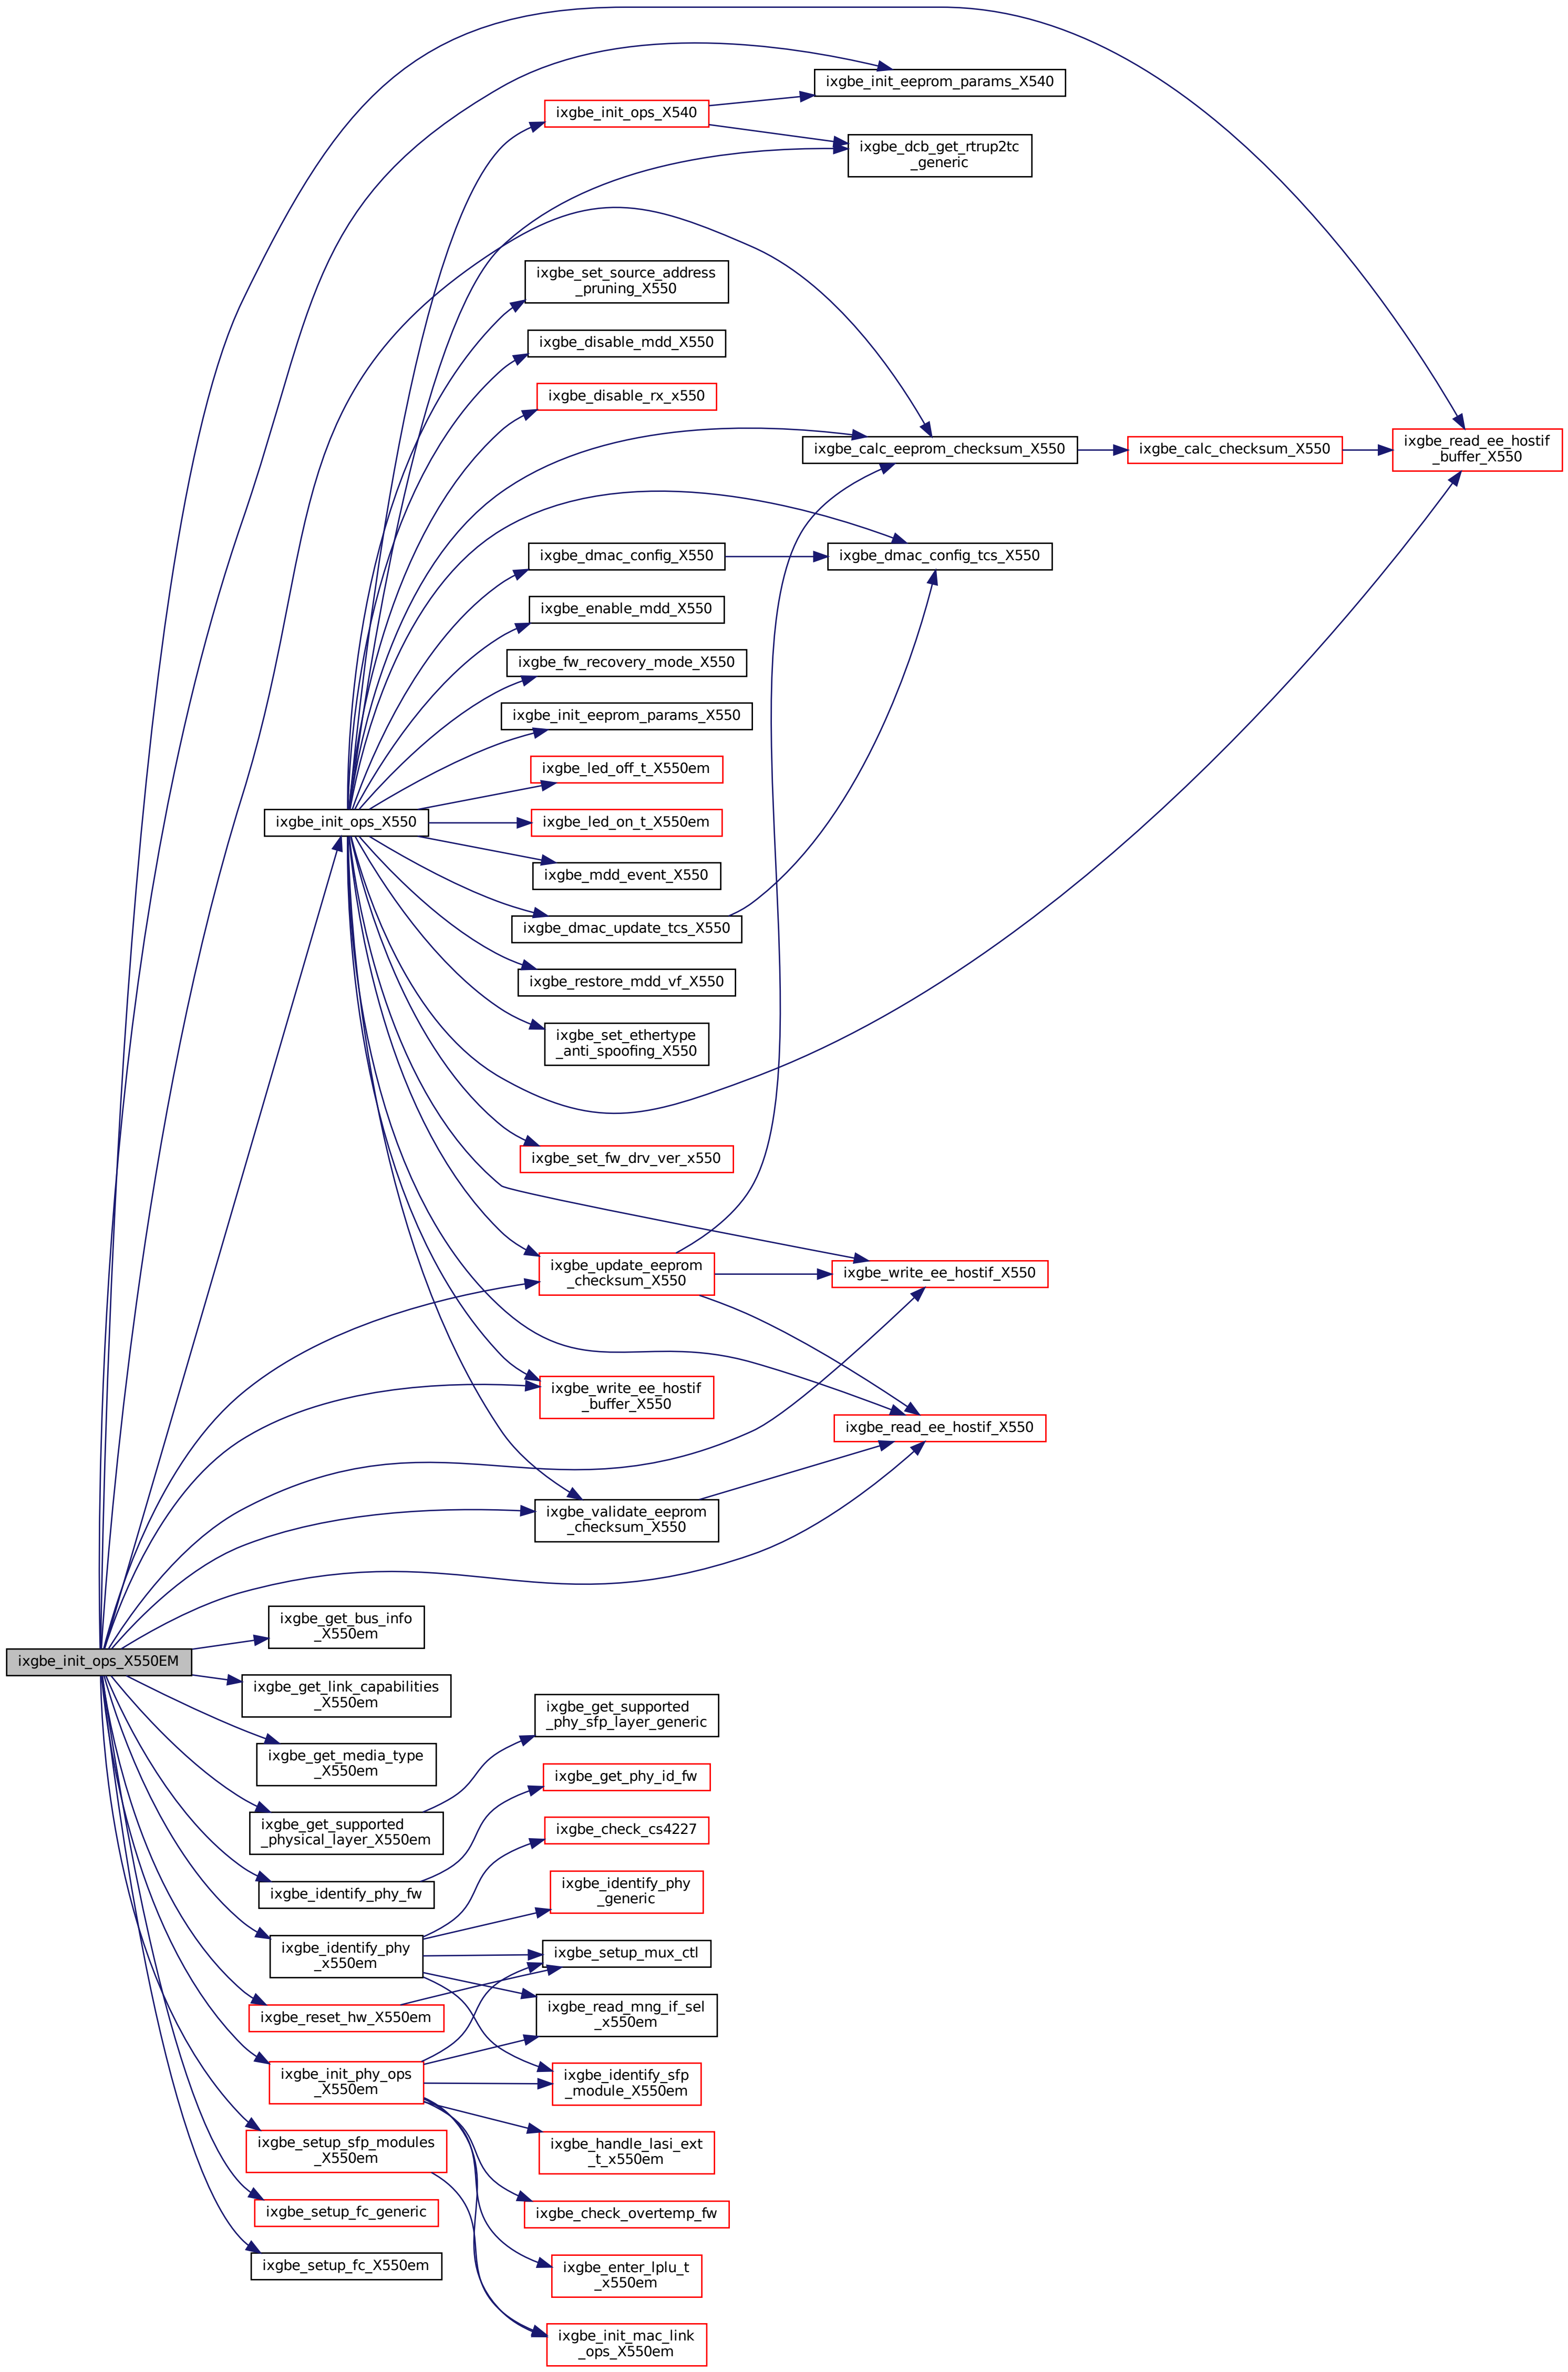 ixgbe_init_eeprom_params_X540
ixgbe_init_ops_X540
ixgbe_dcb_get_rtrup2tc
_generic
ixgbe_set_source_address
_pruning_X550
ixgbe_disable_mdd_X550
ixgbe_disable_rx_x550
ixgbe_calc_eeprom_checksum_X550
ixgbe_calc_checksum_X550
ixgbe_read_ee_hostif
_buffer_X550
ixgbe_dmac_config_X550
ixgbe_dmac_config_tcs_X550
ixgbe_enable_mdd_X550
ixgbe_fw_recovery_mode_X550
ixgbe_init_eeprom_params_X550
ixgbe_led_off_t_X550em
ixgbe_init_ops_X550
ixgbe_led_on_t_X550em
ixgbe_mdd_event_X550
ixgbe_dmac_update_tcs_X550
ixgbe_restore_mdd_vf_X550
ixgbe_set_ethertype
_anti_spoofing_X550
ixgbe_set_fw_drv_ver_x550
ixgbe_update_eeprom
_checksum_X550
ixgbe_write_ee_hostif_X550
ixgbe_write_ee_hostif
_buffer_X550
ixgbe_read_ee_hostif_X550
ixgbe_validate_eeprom
_checksum_X550
ixgbe_get_bus_info
_X550em
ixgbe_init_ops_X550EM
ixgbe_get_link_capabilities
_X550em
ixgbe_get_supported
_phy_sfp_layer_generic
ixgbe_get_media_type
_X550em
ixgbe_get_phy_id_fw
ixgbe_get_supported
_physical_layer_X550em
ixgbe_check_cs4227
ixgbe_identify_phy_fw
ixgbe_identify_phy
_generic
ixgbe_identify_phy
_x550em
ixgbe_setup_mux_ctl
ixgbe_reset_hw_X550em
ixgbe_read_mng_if_sel
_x550em
ixgbe_init_phy_ops
_X550em
ixgbe_identify_sfp
_module_X550em
ixgbe_setup_sfp_modules
_X550em
ixgbe_handle_lasi_ext
_t_x550em
ixgbe_setup_fc_generic
ixgbe_check_overtemp_fw
ixgbe_setup_fc_X550em
ixgbe_enter_lplu_t
_x550em
ixgbe_init_mac_link
_ops_X550em